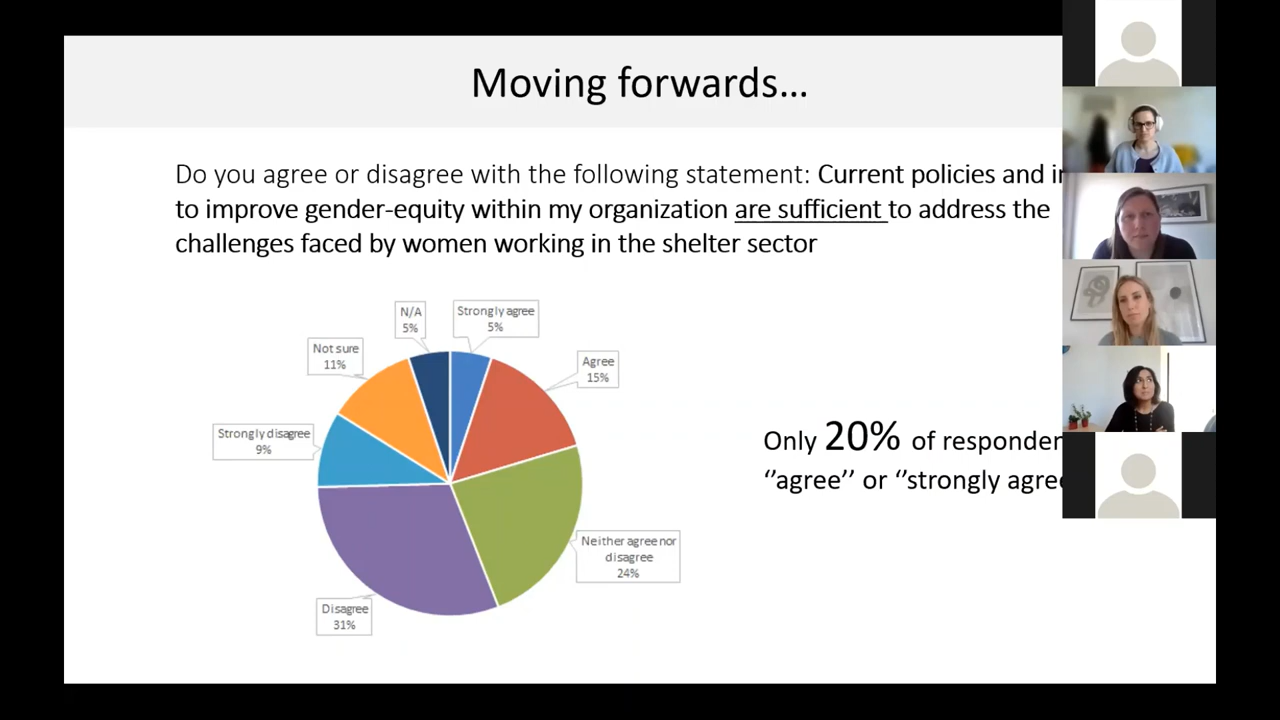 Moving forwards...
Do you agree or disagree with the following statement: Current policies and
to improve gender-equity within my organization are sufficient to address the
challenges faced by women working in the shelter sector
N/A
5%
Strongly agree
5%
Not sure
11%
Agree
15%
Strongly disagree
9%
Only 20% of
‘’agree’’ or ‘’strongly
Neither agree nor
disagree
24%
Disagree
31%